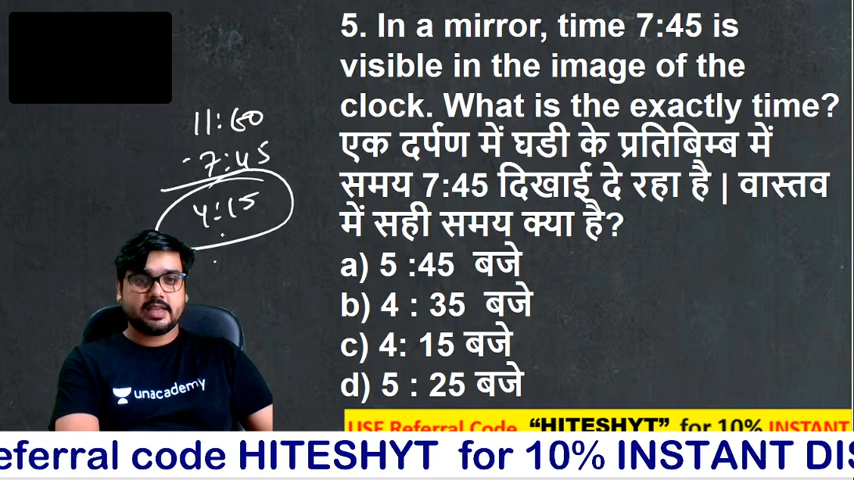 5. In a mirror, time 7:45 is
visible in the image of the
clock. What is the exactly time?
एक दर्पण में घडी के प्रतिबिम्ब में
समय 7:45 दिखाई दे रहा है | वास्तव
में सही समय क्या है?
a) 5 :45 बजे
b) 4 : 35 बजे
c) 4: 15 बजे
d) 5 : 25 बजे
11:60
-7:45
4:15
unacademy
USE Referral Code "HITESHYT" for 10% INSTANT
eferral code HITESHYT for 10% INSTANT DIS